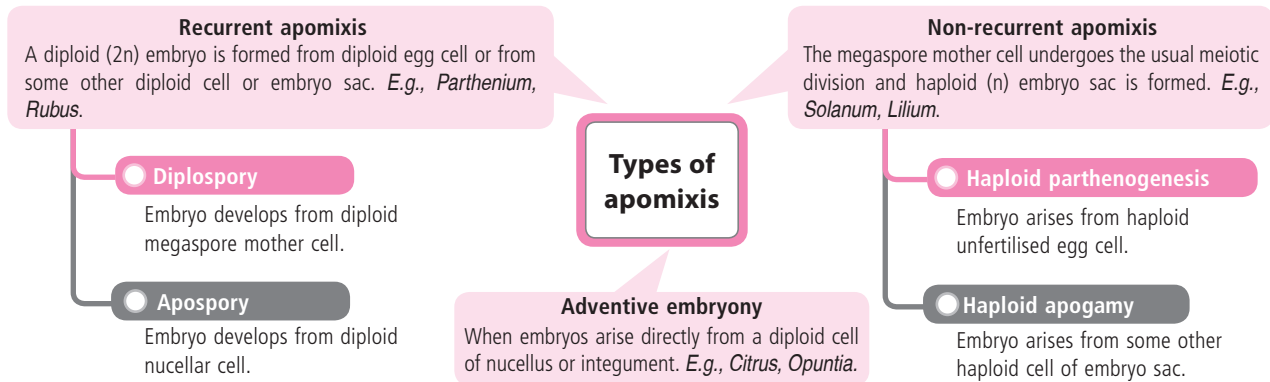 Recurrent apomixis
A diploid (2n) embryo is formed from diploid egg cell or from
some other diploid cell or embryo sac. E.g., Parthenium,
Rubus.
Diplospory
Embryo develops from diploid
megaspore mother cell.
Apospory
Embryo develops from diploid
nucellar cell.
Types of
apomixis
Adventive embryony
When embryos arise directly from a diploid cell
of nucellus or integument. E.g., Citrus, Opuntia.
Non-recurrent apomixis
The megaspore mother cell undergoes the usual meiotic
division and haploid (n) embryo sac is formed. E.g.,
Solanum, Lilium.
Haploid parthenogenesis
Embryo arises from haploid
unfertilised egg cell.
Haploid apogamy
Embryo arises from some other
haploid cell of embryo sac.